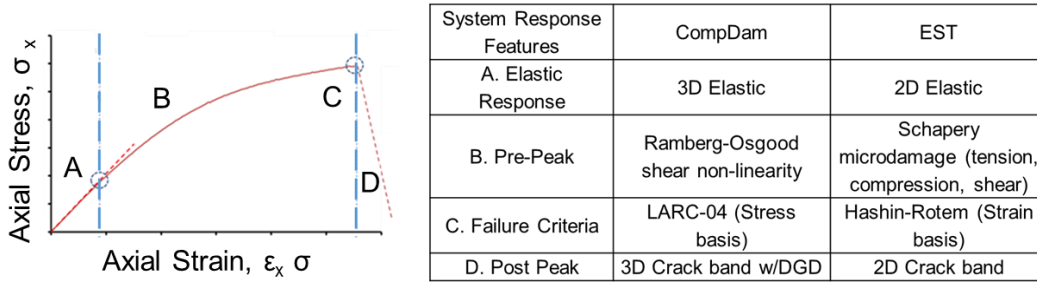 Axial Stress, σ x
A
B
C
D
Axial Strain, εx σ
System Response
Features
CompDam
EST
A. Elastic
Response
3D Elastic
2D Elastic
B. Pre-Peak
Ramberg-Osgood
shear non-linearity
Schapery
microdamage (tension,
compression, shear)
C. Failure Criteria
LARC-04 (Stress
basis)
Hashin-Rotem (Strain
basis)
D. Post Peak
3D Crack band w/DGD
2D Crack band